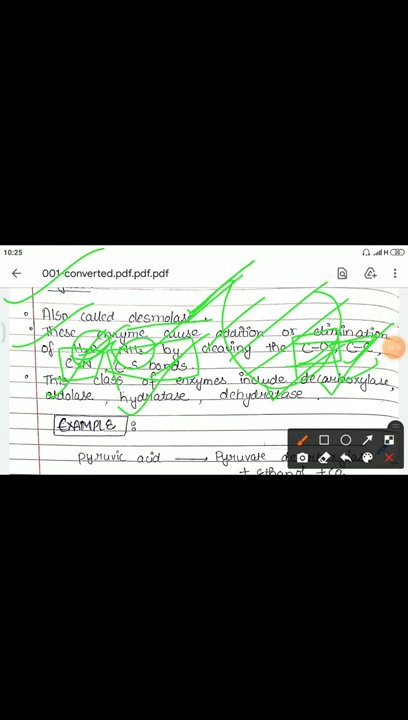 10:25
001 converted.pdf.pdf.pdf
Also called desmolase.
These enzyme cause addition or elimination
of by cleaving the C-O, C-C,
C-N, C-S bonds.
This class of enzymes include decarboxylase,
aldolase, hydratase, dehydratase.
EXAMPLE :
Pyruvic acid → Pyruvate
+ Ethanol + CO₂